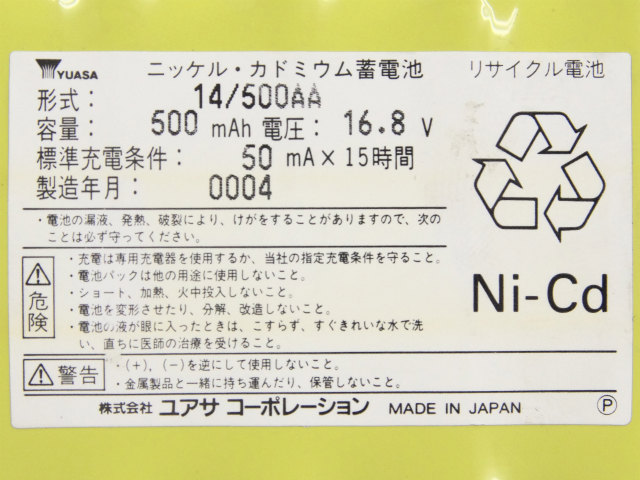 YUASA ニッケル・カドミウム蓄電池 リサイクル電池
形式: 14/500AA
容量: 500 mAh 電圧: 16.8 V
標準充電条件: 50 mA×15時間
製造年月: 0004
・電池の漏液、発熱、破裂により、けがをすることがありますので、次の
ことは必ず守ってください。
危険
・充電は専用充電器を使用するか、当社の指定充電条件を守ること。
・電池パックは他の用途に使用しないこと。
・ショート、加熱、火中投入しないこと。
・電池を変形させたり、分解、改造しないこと。
・電池の液が眼に入ったときは、こすらず、すぐきれいな水で洗
い、直ちに医師の治療を受けること。
Ni-Cd
警告
・(+), (−)を逆にして使用しないこと。
・金属製品と一緒に持ち運んだり、保管しないこと。
株式会社 ユアサ コーポレーション MADE IN JAPAN P